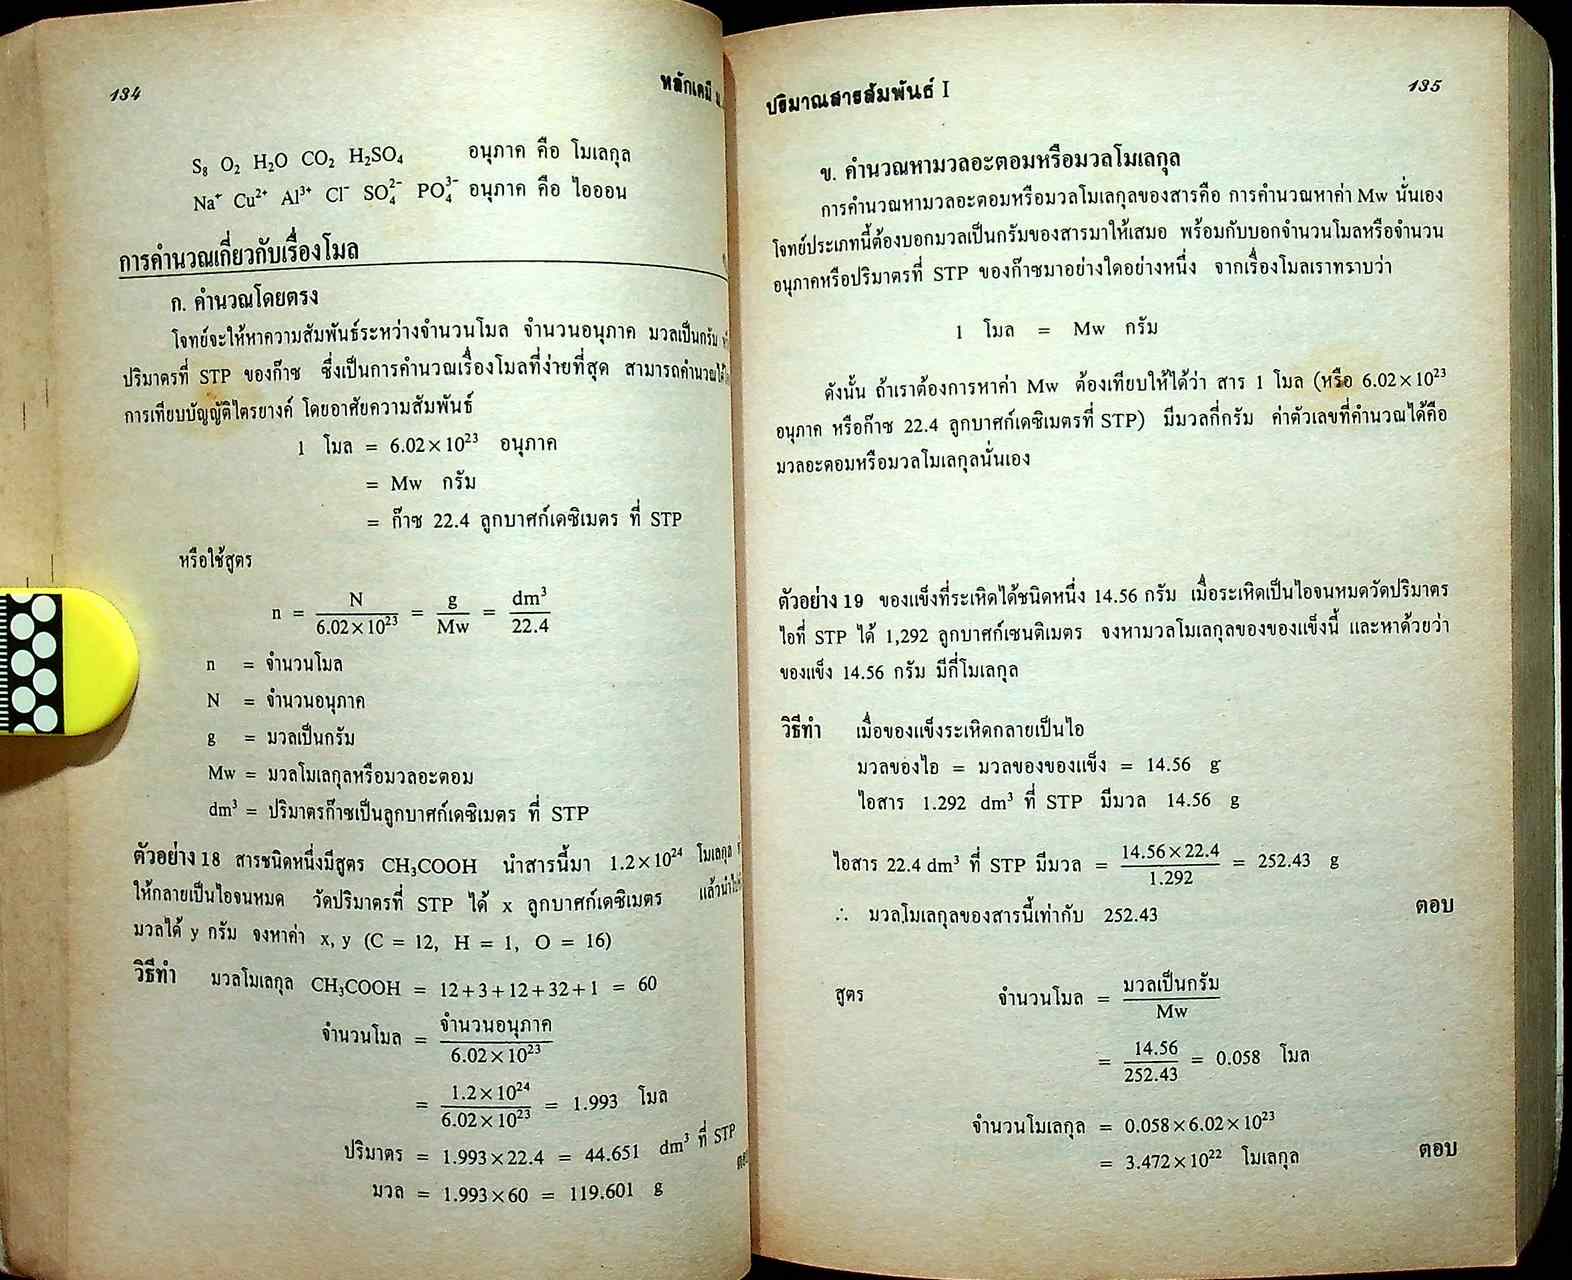 134
หลักเคมี
S₈ O₂ H₂O CO₂ H₂SO₄ อนุภาค คือ โมเลกุล
Na⁺ Cu²⁺ Al³⁺ Cl⁻ SO₄²⁻ PO₄³⁻ อนุภาค คือ ไอออน
การคำนวณเกี่ยวกับเรื่องโมล
ก. คำนวณโดยตรง
โจทย์จะให้หาความสัมพันธ์ระหว่างจำนวนโมล จำนวนอนุภาค มวลเป็นกรัม
ปริมาตรที่ STP ของก๊าซ ซึ่งเป็นการคำนวณเรื่องโมลที่ง่ายที่สุด สามารถคำนวณได้
การเทียบบัญญัติไตรยางค์ โดยอาศัยความสัมพันธ์
1 โมล = 6.02×10²³ อนุภาค
= Mw กรัม
= ก๊าซ 22.4 ลูกบาศก์เดซิเมตร ที่ STP
หรือใช้สูตร
n = N/6.02×10²³ = g/Mw = dm³/22.4
n = จำนวนโมล
N = จำนวนอนุภาค
g = มวลเป็นกรัม
Mw = มวลโมเลกุลหรือมวลอะตอม
dm³ = ปริมาตรก๊าซเป็นลูกบาศก์เดซิเมตร ที่ STP
ตัวอย่าง 18 สารชนิดหนึ่งมีสูตร CH₃COOH นำสารนี้มา 1.2×10²⁴ โมเลกุล
ให้กลายเป็นไอจนหมด วัดปริมาตรที่ STP ได้ x ลูกบาศก์เดซิเมตร แล้วนำไป
มวลได้ y กรัม จงหาค่า x, y (C = 12, H = 1, O = 16)
วิธีทำ มวลโมเลกุล CH₃COOH = 12+3+12+32+1 = 60
จำนวนโมล = จำนวนอนุภาค/6.02×10²³
= 1.2×10²⁴/6.02×10²³ = 1.993 โมล
ปริมาตร = 1.993×22.4 = 44.651 dm³ ที่ STP
มวล = 1.993×60 = 119.601 g
ปริมาณสารสัมพันธ์ I
135
ข. คำนวณหามวลอะตอมหรือมวลโมเลกุล
การคำนวณหามวลอะตอมหรือมวลโมเลกุลของสารคือ การคำนวณหาค่า Mw นั่นเอง
โจทย์ประเภทนี้ต้องบอกมวลเป็นกรัมของสารมาให้เสมอ พร้อมกับบอกจำนวนโมลหรือจำนวน
อนุภาคหรือปริมาตรที่ STP ของก๊าซมาอย่างใดอย่างหนึ่ง จากเรื่องโมลเราทราบว่า
1 โมล = Mw กรัม
ดังนั้น ถ้าเราต้องการหาค่า Mw ต้องเทียบให้ได้ว่า สาร 1 โมล (หรือ 6.02×10²³
อนุภาค หรือก๊าซ 22.4 ลูกบาศก์เดซิเมตรที่ STP) มีมวลกี่กรัม ค่าตัวเลขที่คำนวณได้คือ
มวลอะตอมหรือมวลโมเลกุลนั่นเอง
ตัวอย่าง 19 ของแข็งที่ระเหิดได้ชนิดหนึ่ง 14.56 กรัม เมื่อระเหิดเป็นไอจนหมดวัดปริมาตร
ไอที่ STP ได้ 1,292 ลูกบาศก์เซนติเมตร จงหามวลโมเลกุลของของแข็งนี้ และหาด้วยว่า
ของแข็ง 14.56 กรัม มีกี่โมเลกุล
วิธีทำ เมื่อของแข็งระเหิดกลายเป็นไอ
มวลของไอ = มวลของของแข็ง = 14.56 g
ไอสาร 1.292 dm³ ที่ STP มีมวล 14.56 g
ไอสาร 22.4 dm³ ที่ STP มีมวล = 14.56×22.4/1.292 = 252.43 g
∴ มวลโมเลกุลของสารนี้เท่ากับ 252.43 ตอบ
สูตร จำนวนโมล = มวลเป็นกรัม/Mw
= 14.56/252.43 = 0.058 โมล
จำนวนโมเลกุล = 0.058×6.02×10²³
= 3.472×10²² โมเลกุล ตอบ